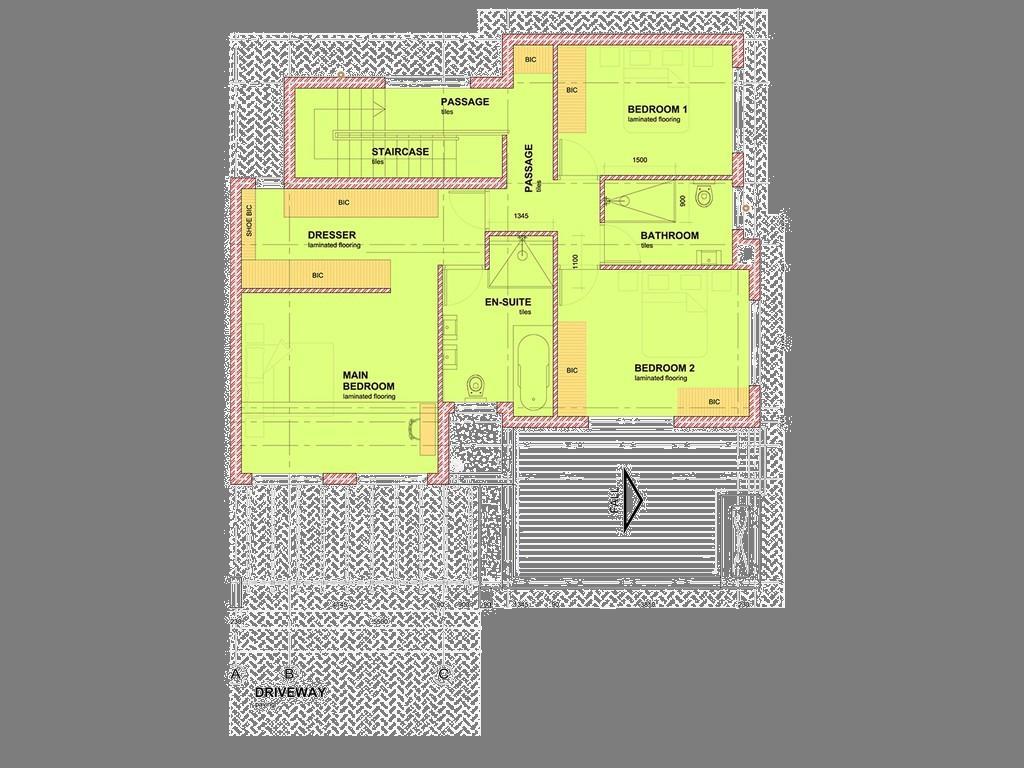 BIC
PASSAGE
tiles
BIC
BEDROOM 1
laminated flooring
STAIRCASE
tiles
PASSAGE
tiles
1500
BIC
SHOE BIC
900
1345
DRESSER
laminated flooring
BATHROOM
tiles
BIC
1100
EN-SUITE
tiles
MAIN
BEDROOM
laminated flooring
BIC
BEDROOM 2
laminated flooring
BIC
FALL
A
B
C
DRIVEWAY